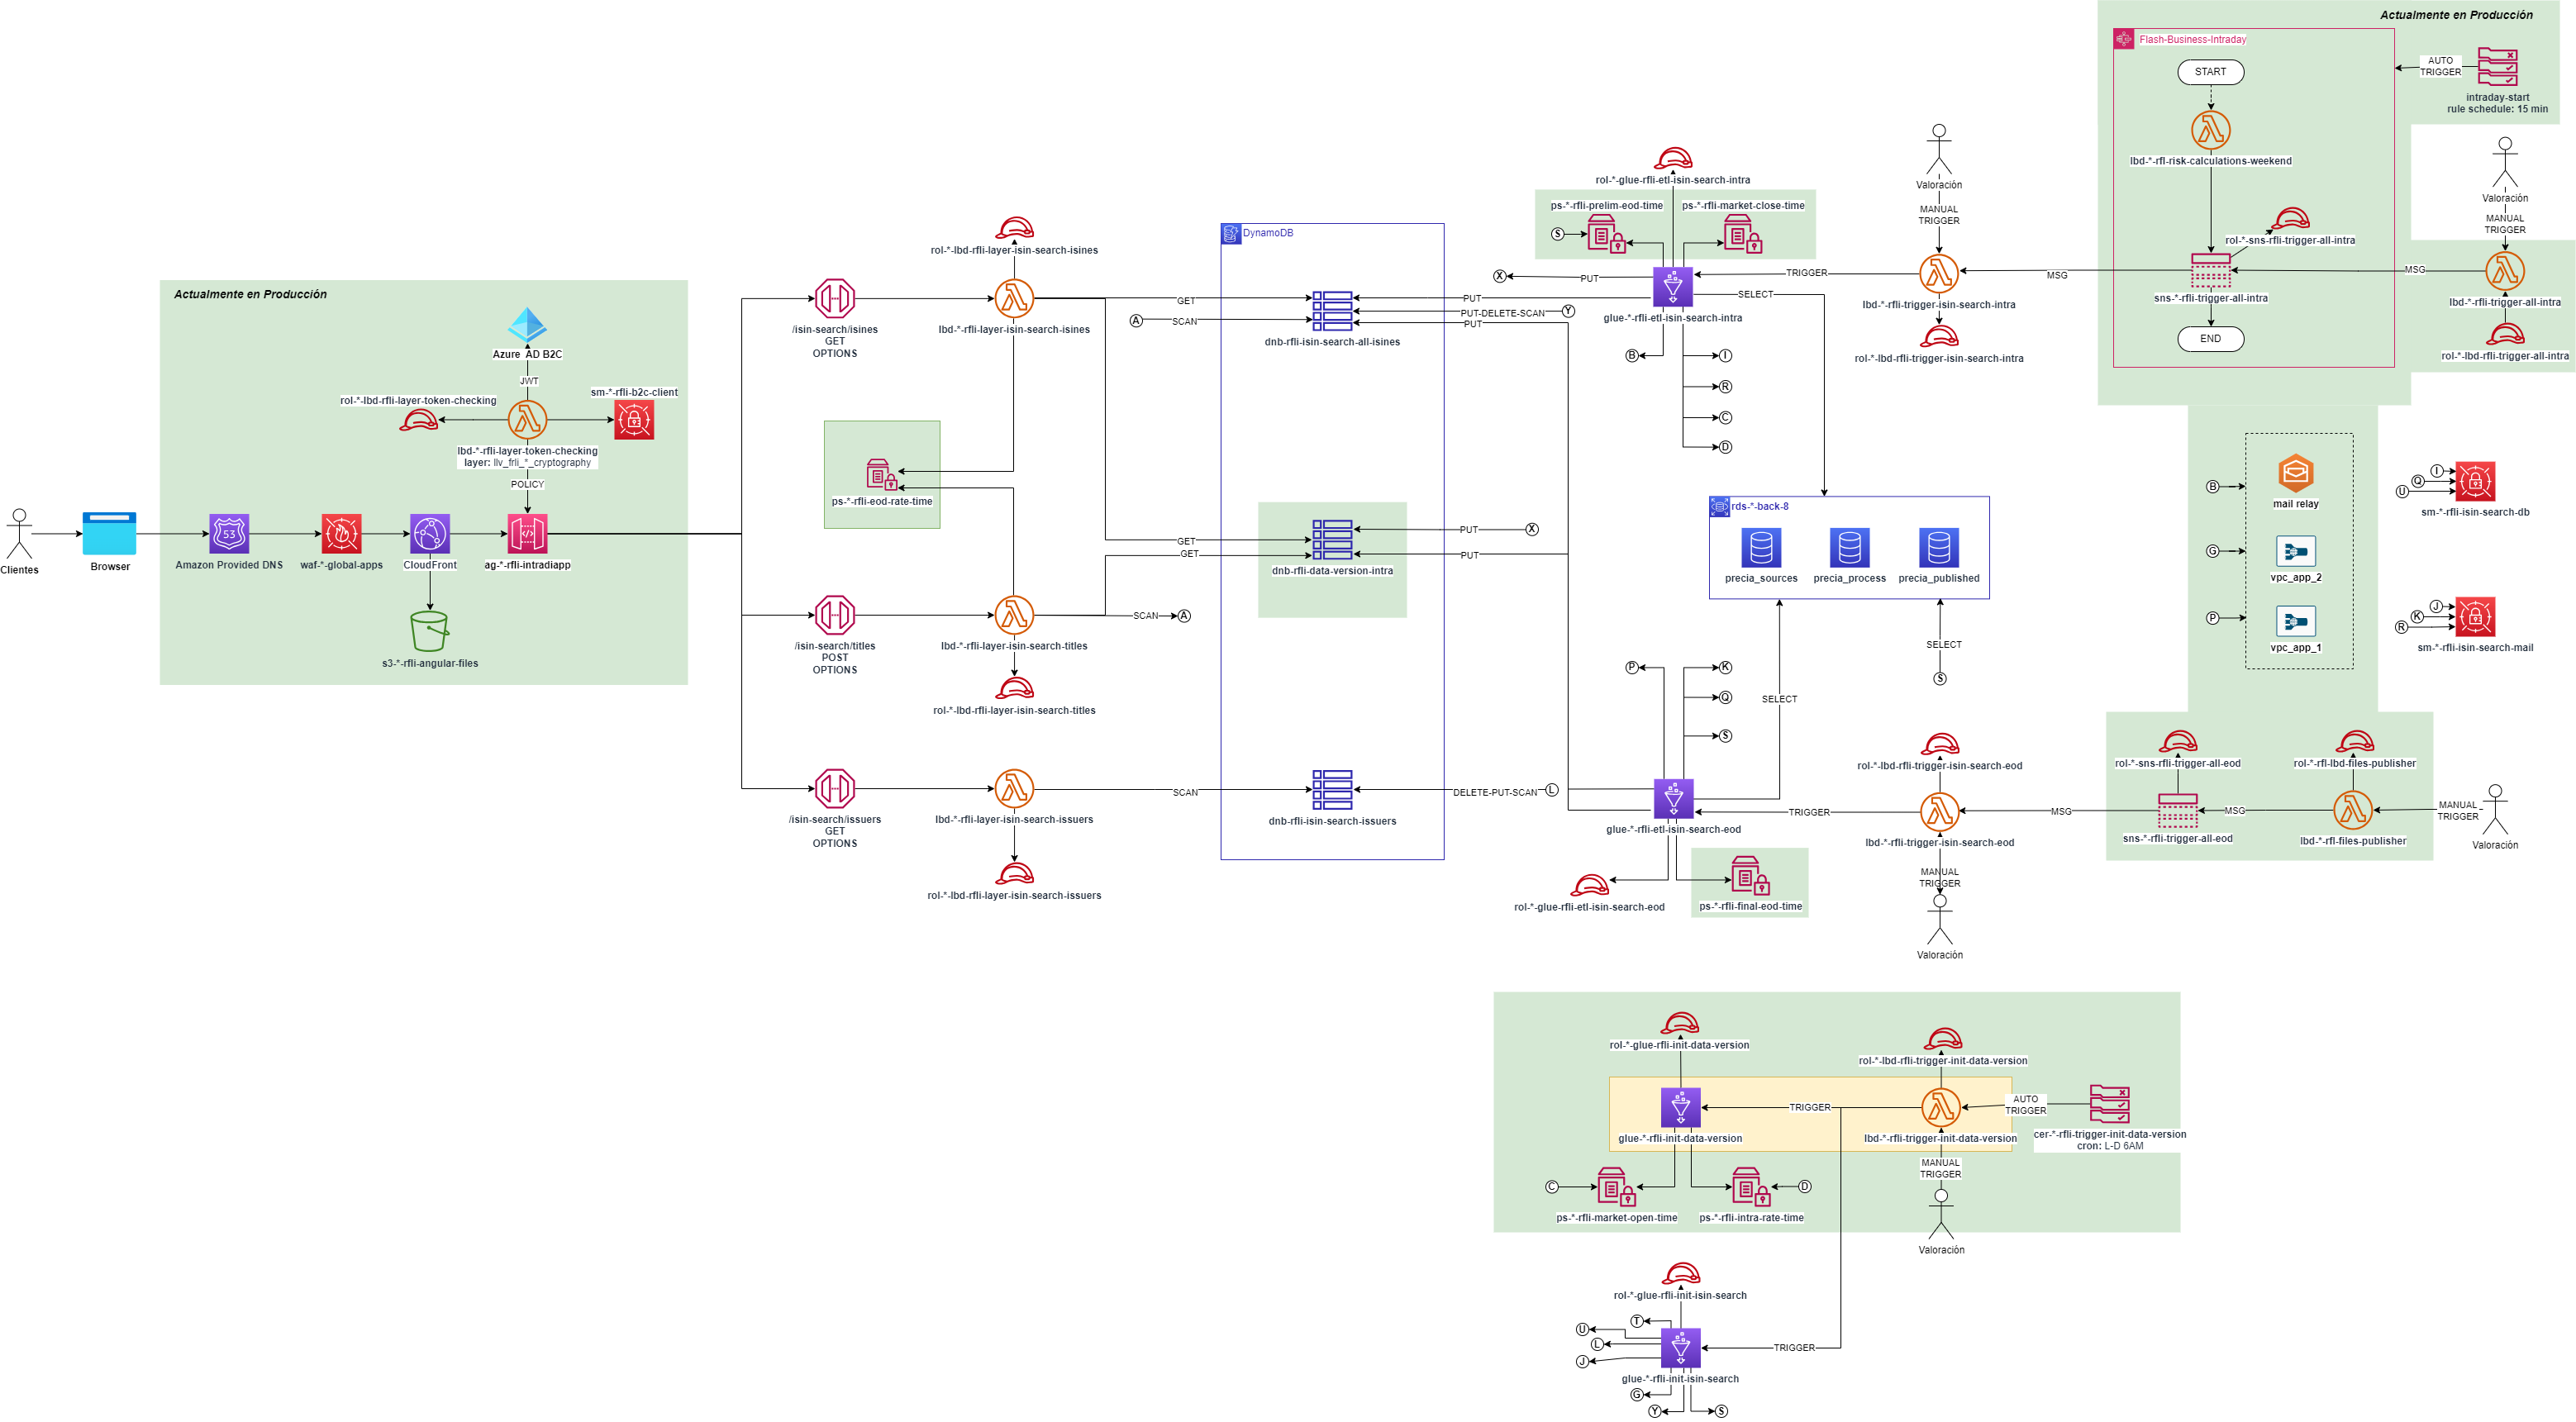 Actualmente en Producción
Flash-Business-Intraday
START
AUTO
TRIGGER
intraday-start
rule schedule: 15 min
lbd-*-rfl-risk-calculations-weekend
Valoración
MANUAL
TRIGGER
rol-*-sns-rfli-trigger-all-intra
MSG
sns-*-rfli-trigger-all-intra
END
lbd-*-rfli-trigger-all-intra
rol-*-lbd-rfli-trigger-all-intra
Valoración
MANUAL
TRIGGER
MSG
lbd-*-rfli-trigger-isin-search-intra
rol-*-lbd-rfli-trigger-isin-search-intra
TRIGGER
rol-*-glue-rfli-etl-isin-search-intra
ps-*-rfli-prelim-eod-time
ps-*-rfli-market-close-time
S
X
PUT
SELECT
glue-*-rfli-etl-isin-search-intra
B
I
R
C
D
PUT
PUT-DELETE-SCAN
Y
PUT
DynamoDB
GET
A
SCAN
dnb-rfli-isin-search-all-isines
rol-*-lbd-rfli-layer-isin-search-isines
/isin-search/isines
GET
OPTIONS
lbd-*-rfli-layer-isin-search-isines
Actualmente en Producción
Azure AD B2C
JWT
rol-*-lbd-rfli-layer-token-checking
sm-*-rfli-b2c-client
lbd-*-rfli-layer-token-checking
layer: llv_frli_*_cryptography
POLICY
Clientes
Browser
53
Amazon Provided DNS
waf-*-global-apps
CloudFront
ag-*-rfli-intradiapp
s3-*-rfli-angular-files
ps-*-rfli-eod-rate-time
GET
GET
PUT
X
PUT
dnb-rfli-data-version-intra
/isin-search/titles
POST
OPTIONS
lbd-*-rfli-layer-isin-search-titles
SCAN
A
rol-*-lbd-rfli-layer-isin-search-titles
/isin-search/issuers
GET
OPTIONS
lbd-*-rfli-layer-isin-search-issuers
SCAN
dnb-rfli-isin-search-issuers
rol-*-lbd-rfli-layer-isin-search-issuers
DELETE-PUT-SCAN
L
rds-*-back-8
precia_sources
precia_process
precia_published
SELECT
S
SELECT
P
K
Q
S
glue-*-rfli-etl-isin-search-eod
rol-*-glue-rfli-etl-isin-search-eod
ps-*-rfli-final-eod-time
TRIGGER
rol-*-lbd-rfli-trigger-isin-search-eod
lbd-*-rfli-trigger-isin-search-eod
MANUAL
TRIGGER
Valoración
MSG
B
mail relay
G
vpc_app_2
P
vpc_app_1
I
Q
U
sm-*-rfli-isin-search-db
J
K
R
sm-*-rfli-isin-search-mail
rol-*-sns-rfli-trigger-all-eod
rol-*-rfl-lbd-files-publisher
sns-*-rfli-trigger-all-eod
MSG
lbd-*-rfl-files-publisher
MANUAL
TRIGGER
Valoración
rol-*-glue-rfli-init-data-version
rol-*-lbd-rfli-trigger-init-data-version
glue-*-rfli-init-data-version
TRIGGER
lbd-*-rfli-trigger-init-data-version
AUTO
TRIGGER
cer-*-rfli-trigger-init-data-version
cron: L-D 6AM
C
ps-*-rfli-market-open-time
ps-*-rfli-intra-rate-time
D
MANUAL
TRIGGER
Valoración
rol-*-glue-rfli-init-isin-search
T
U
L
J
TRIGGER
glue-*-rfli-init-isin-search
G
Y
S